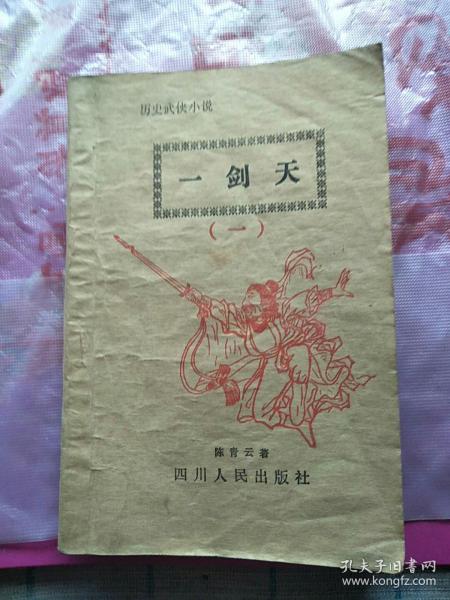 历史武侠小说
一剑天
（一）
陈青云著
四川人民出版社
孔夫子旧书网
www.kongfz.com